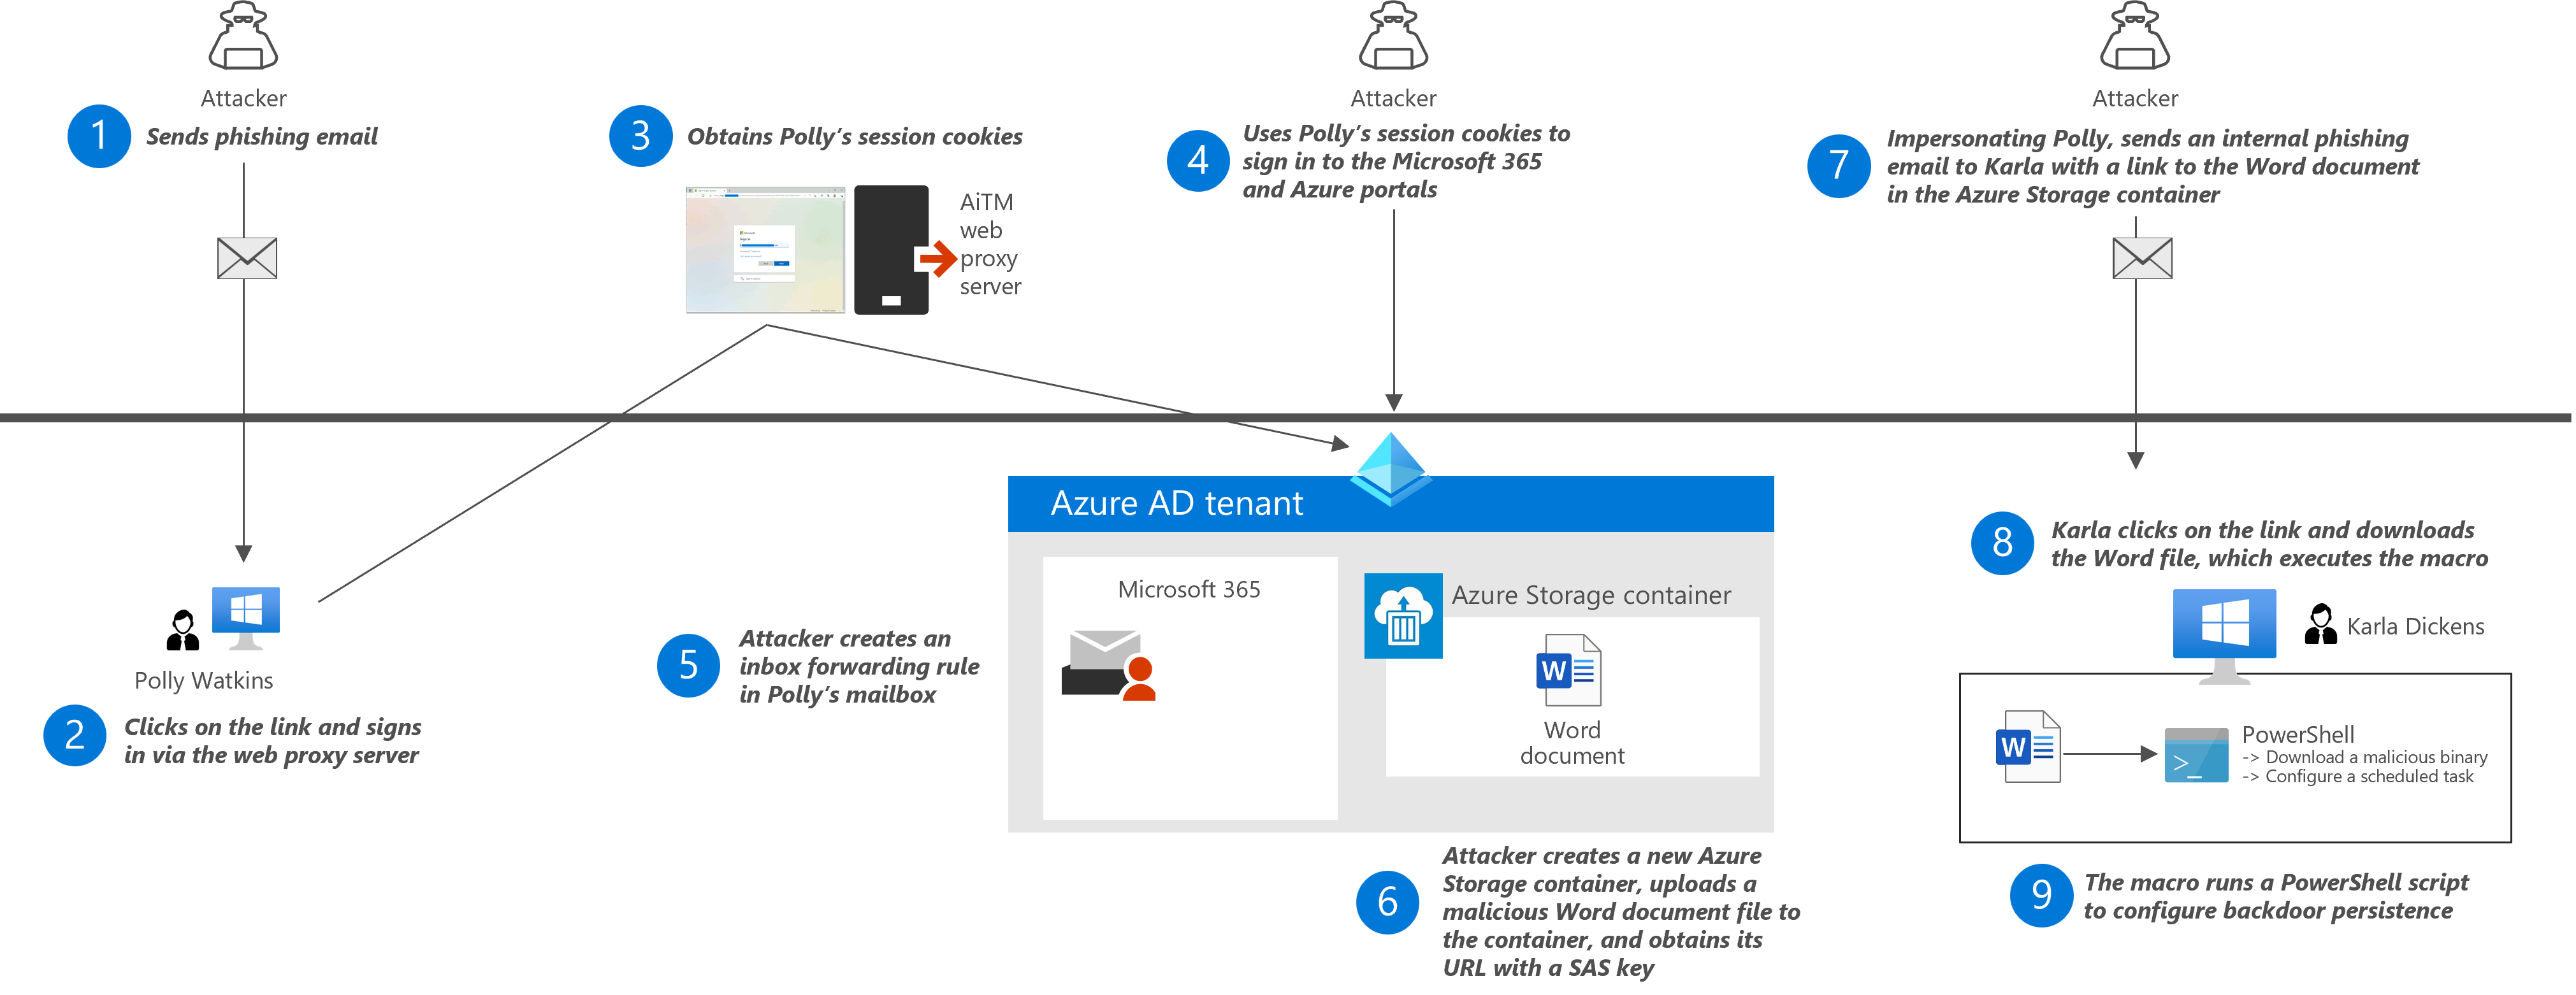 Attacker
1
Sends phishing email
3
Obtains Polly's session cookies
AiTM
web
proxy
server
Attacker
4
Uses Polly's session cookies to
sign in to the Microsoft 365
and Azure portals
Attacker
7
Impersonating Polly, sends an internal phishing
email to Karla with a link to the Word document
in the Azure Storage container
Polly Watkins
2
Clicks on the link and signs
in via the web proxy server
5
Attacker creates an
inbox forwarding rule
in Polly's mailbox
Azure AD tenant
Microsoft 365
Azure Storage container
W
Word
document
6
Attacker creates a new Azure
Storage container, uploads a
malicious Word document file to
the container, and obtains its
URL with a SAS key
8
Karla clicks on the link and downloads
the Word file, which executes the macro
Karla Dickens
W
>_
PowerShell
-> Download a malicious binary
-> Configure a scheduled task
9
The macro runs a PowerShell script
to configure backdoor persistence